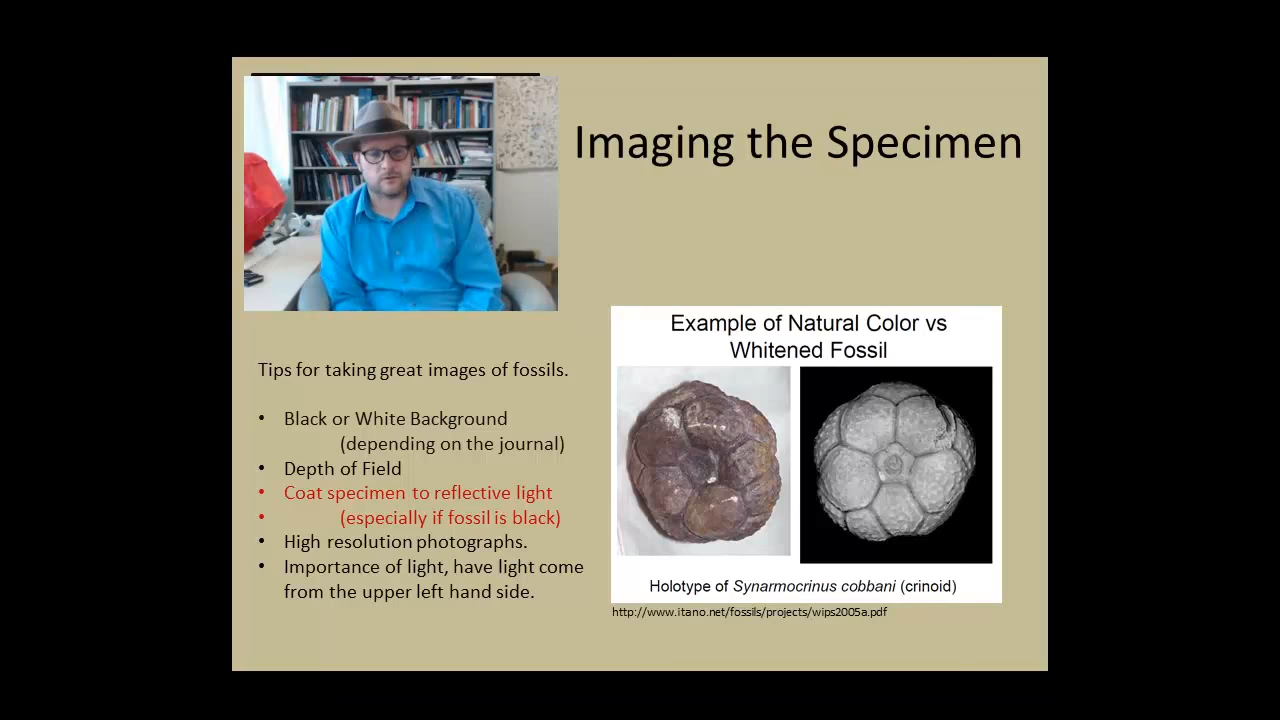 Imaging the Specimen
Tips for taking great images of fossils.
• Black or White Background
(depending on the journal)
• Depth of Field
• Coat specimen to reflective light
• (especially if fossil is black)
• High resolution photographs.
• Importance of light, have light come
from the upper left hand side.
Example of Natural Color vs
Whitened Fossil
Holotype of Synarmocrinus cobbani (crinoid)
http://www.itano.net/fossils/projects/wips2005a.pdf